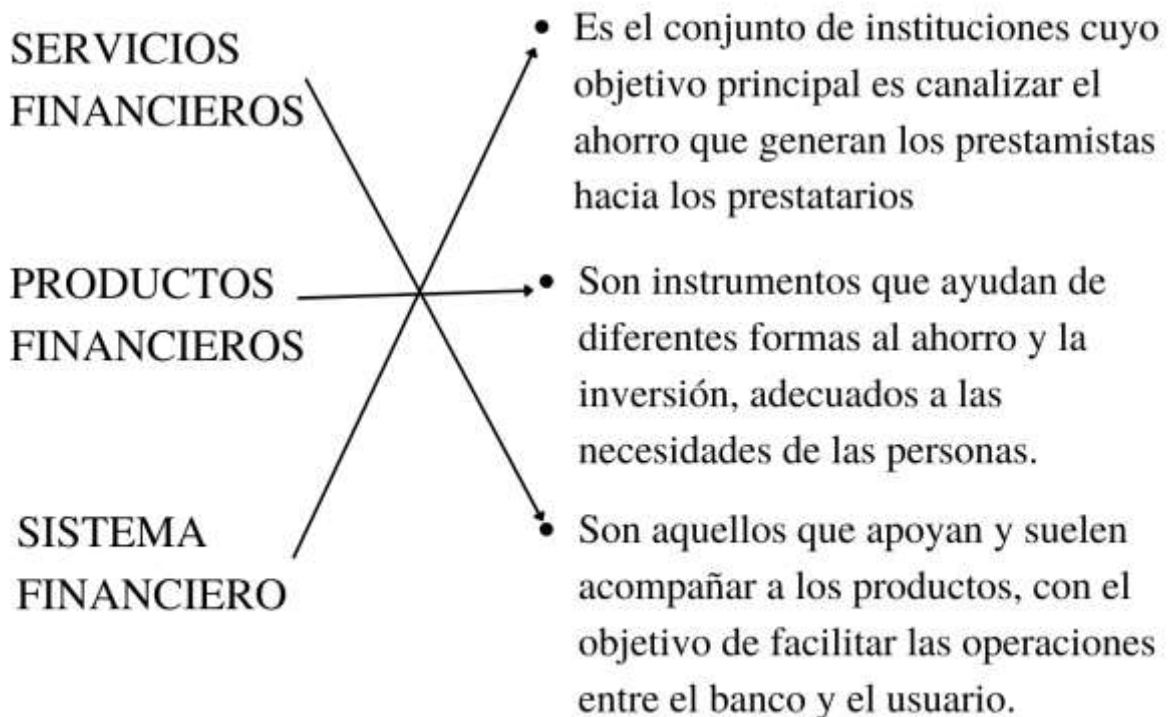 SERVICIOS
FINANCIEROS
PRODUCTOS
FINANCIEROS
SISTEMA
FINANCIERO
• Es el conjunto de instituciones cuyo
objetivo principal es canalizar el
ahorro que generan los prestamistas
hacia los prestatarios
• Son instrumentos que ayudan de
diferentes formas al ahorro y la
inversión, adecuados a las
necesidades de las personas.
• Son aquellos que apoyan y suelen
acompañar a los productos, con el
objetivo de facilitar las operaciones
entre el banco y el usuario.